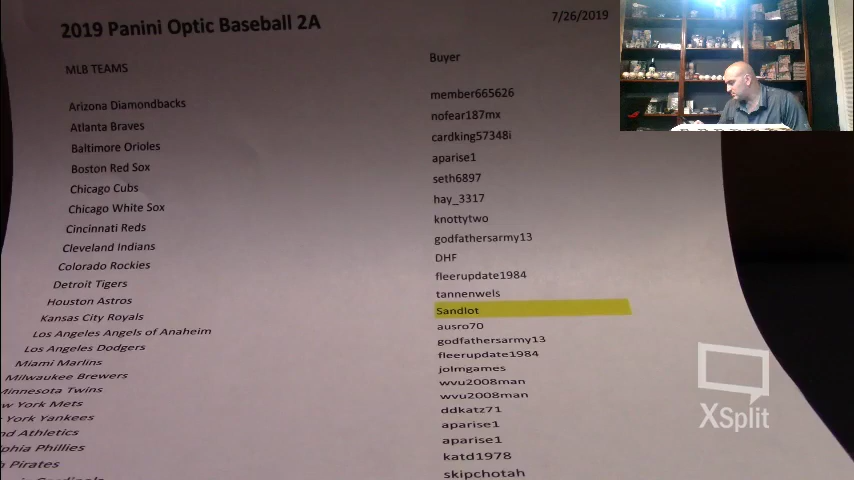 2019 Panini Optic Baseball 2A 7/26/2019
MLB TEAMS Buyer
Arizona Diamondbacks member665626
Atlanta Braves nofear187mx
Baltimore Orioles cardking57348i
Boston Red Sox aparise1
Chicago Cubs seth6897
Chicago White Sox hay_3317
Cincinnati Reds knottytwo
Cleveland Indians godfathersarmy13
Colorado Rockies DHF
Detroit Tigers fleerupdate1984
Houston Astros tannenwels
Kansas City Royals Sandlot
Los Angeles Angels of Anaheim ausro70
Los Angeles Dodgers godfathersarmy13
Miami Marlins fleerupdate1984
Milwaukee Brewers jolmgames
Minnesota Twins wvu2008man
w York Mets wvu2008man
York Yankees ddkatz71
nd Athletics aparise1
lphia Phillies aparise1
Pirates katd1978
skipchotah
XSplit